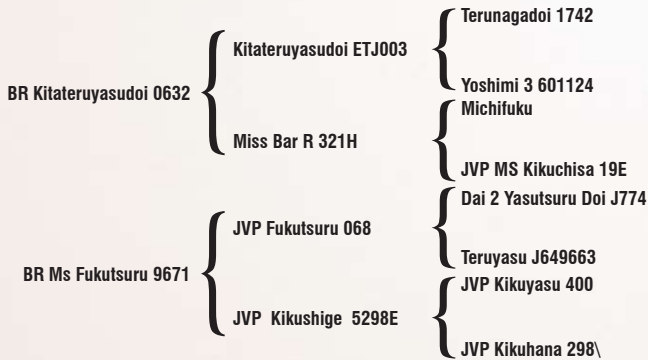 Terunagadoi 1742
Kitateruyasudoi ETJ003
Yoshimi 3 601124
BR Kitateruyasudoi 0632
Michifuku
Miss Bar R 321H
JVP MS Kikuchisa 19E
Dai 2 Yasutsuru Doi J774
JVP Fukutsuru 068
Teruyasu J649663
BR Ms Fukutsuru 9671
JVP Kikuyasu 400
JVP Kikushige 5298E
JVP Kikuhana 298\